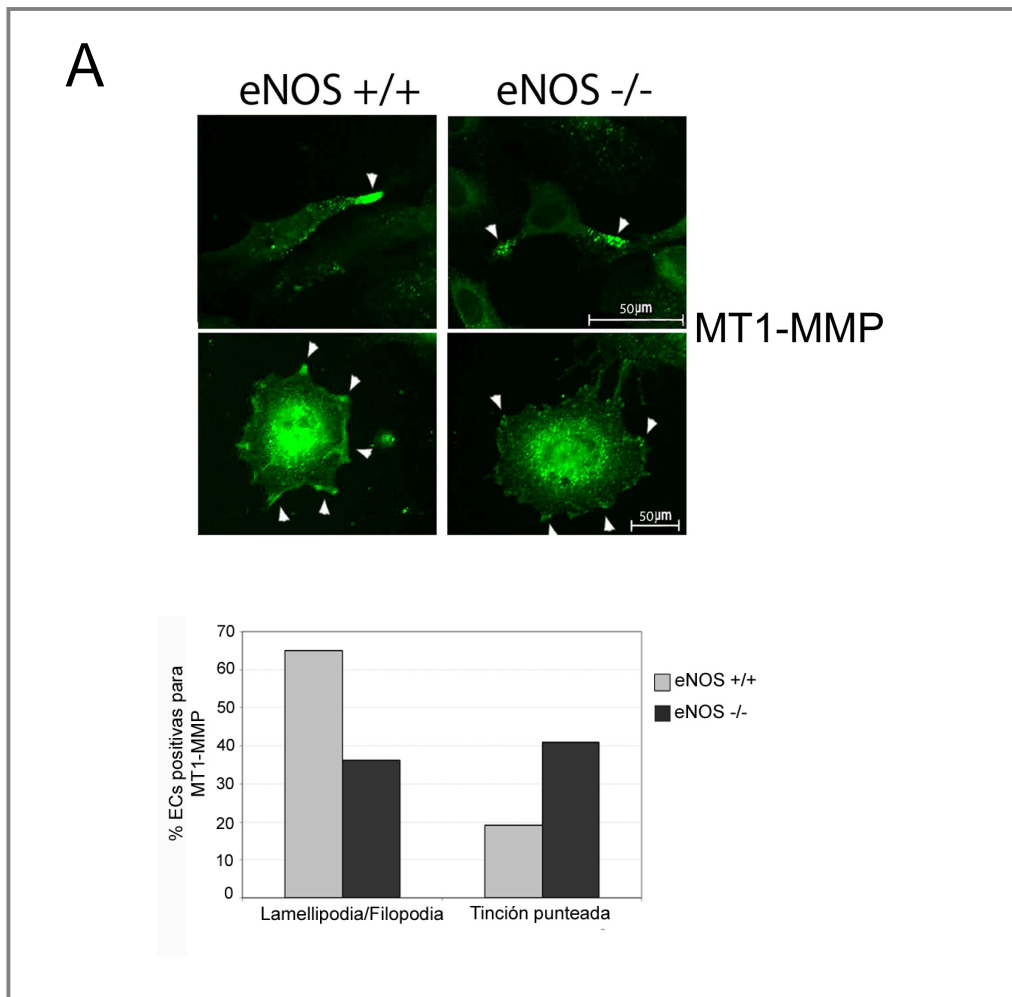 A
eNOS +/+
eNOS -/-
50µm
MT1-MMP
50µm
% ECs positivas para
MT1-MMP
70
60
50
40
30
20
10
0
Lamellipodia/Filopodia
Tinción punteada
eNOS +/+
eNOS -/-